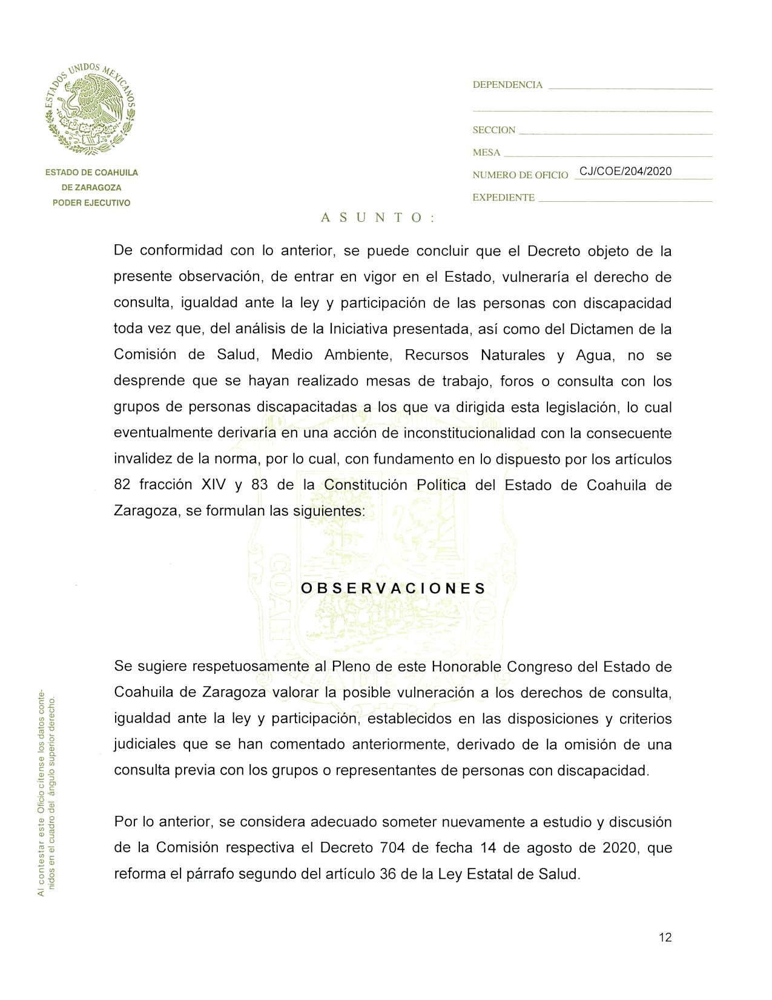 ESTADOS UNIDOS MEXICANOS
ESTADO DE COAHUILA
DE ZARAGOZA
PODER EJECUTIVO
DEPENDENCIA
SECCION
MESA
NUMERO DE OFICIO CJ/COE/204/2020
EXPEDIENTE
ASUNTO:
De conformidad con lo anterior, se puede concluir que el Decreto objeto de la
presente observación, de entrar en vigor en el Estado, vulneraría el derecho de
consulta, igualdad ante la ley y participación de las personas con discapacidad
toda vez que, del análisis de la Iniciativa presentada, así como del Dictamen de la
Comisión de Salud, Medio Ambiente, Recursos Naturales y Agua, no se
desprende que se hayan realizado mesas de trabajo, foros o consulta con los
grupos de personas discapacitadas a los que va dirigida esta legislación, lo cual
eventualmente derivaría en una acción de inconstitucionalidad con la consecuente
invalidez de la norma, por lo cual, con fundamento en lo dispuesto por los artículos
82 fracción XIV y 83 de la Constitución Política del Estado de Coahuila de
Zaragoza, se formulan las siguientes:
OBSERVACIONES
Se sugiere respetuosamente al Pleno de este Honorable Congreso del Estado de
Coahuila de Zaragoza valorar la posible vulneración a los derechos de consulta,
igualdad ante la ley y participación, establecidos en las disposiciones y criterios
judiciales que se han comentado anteriormente, derivado de la omisión de una
consulta previa con los grupos o representantes de personas con discapacidad.
Por lo anterior, se considera adecuado someter nuevamente a estudio y discusión
de la Comisión respectiva el Decreto 704 de fecha 14 de agosto de 2020, que
reforma el párrafo segundo del artículo 36 de la Ley Estatal de Salud.
Al contestar este Oficio cítense los datos conte-
nidos en el cuadro del ángulo superior derecho.
COAHUILA DE ZARAGOZA
12